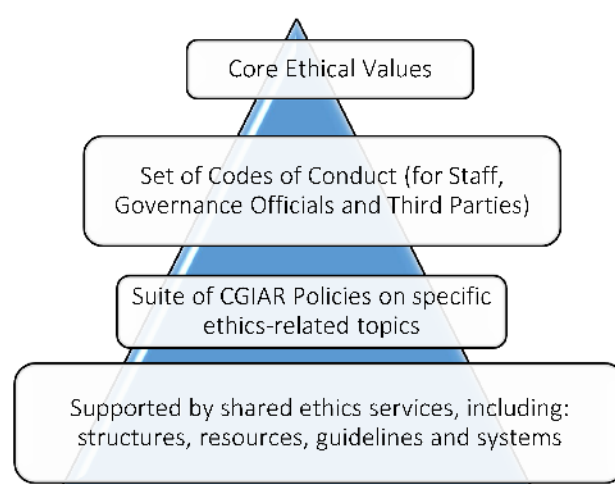 Core Ethical Values
Set of Codes of Conduct (for Staff,
Governance Officials and Third Parties)
Suite of CGIAR Policies on specific
ethics-related topics
Supported by shared ethics services, including:
structures, resources, guidelines and systems